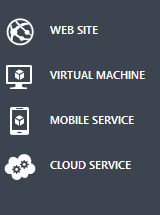 WEB SITE
VIRTUAL MACHINE
MOBILE SERVICE
CLOUD SERVICE